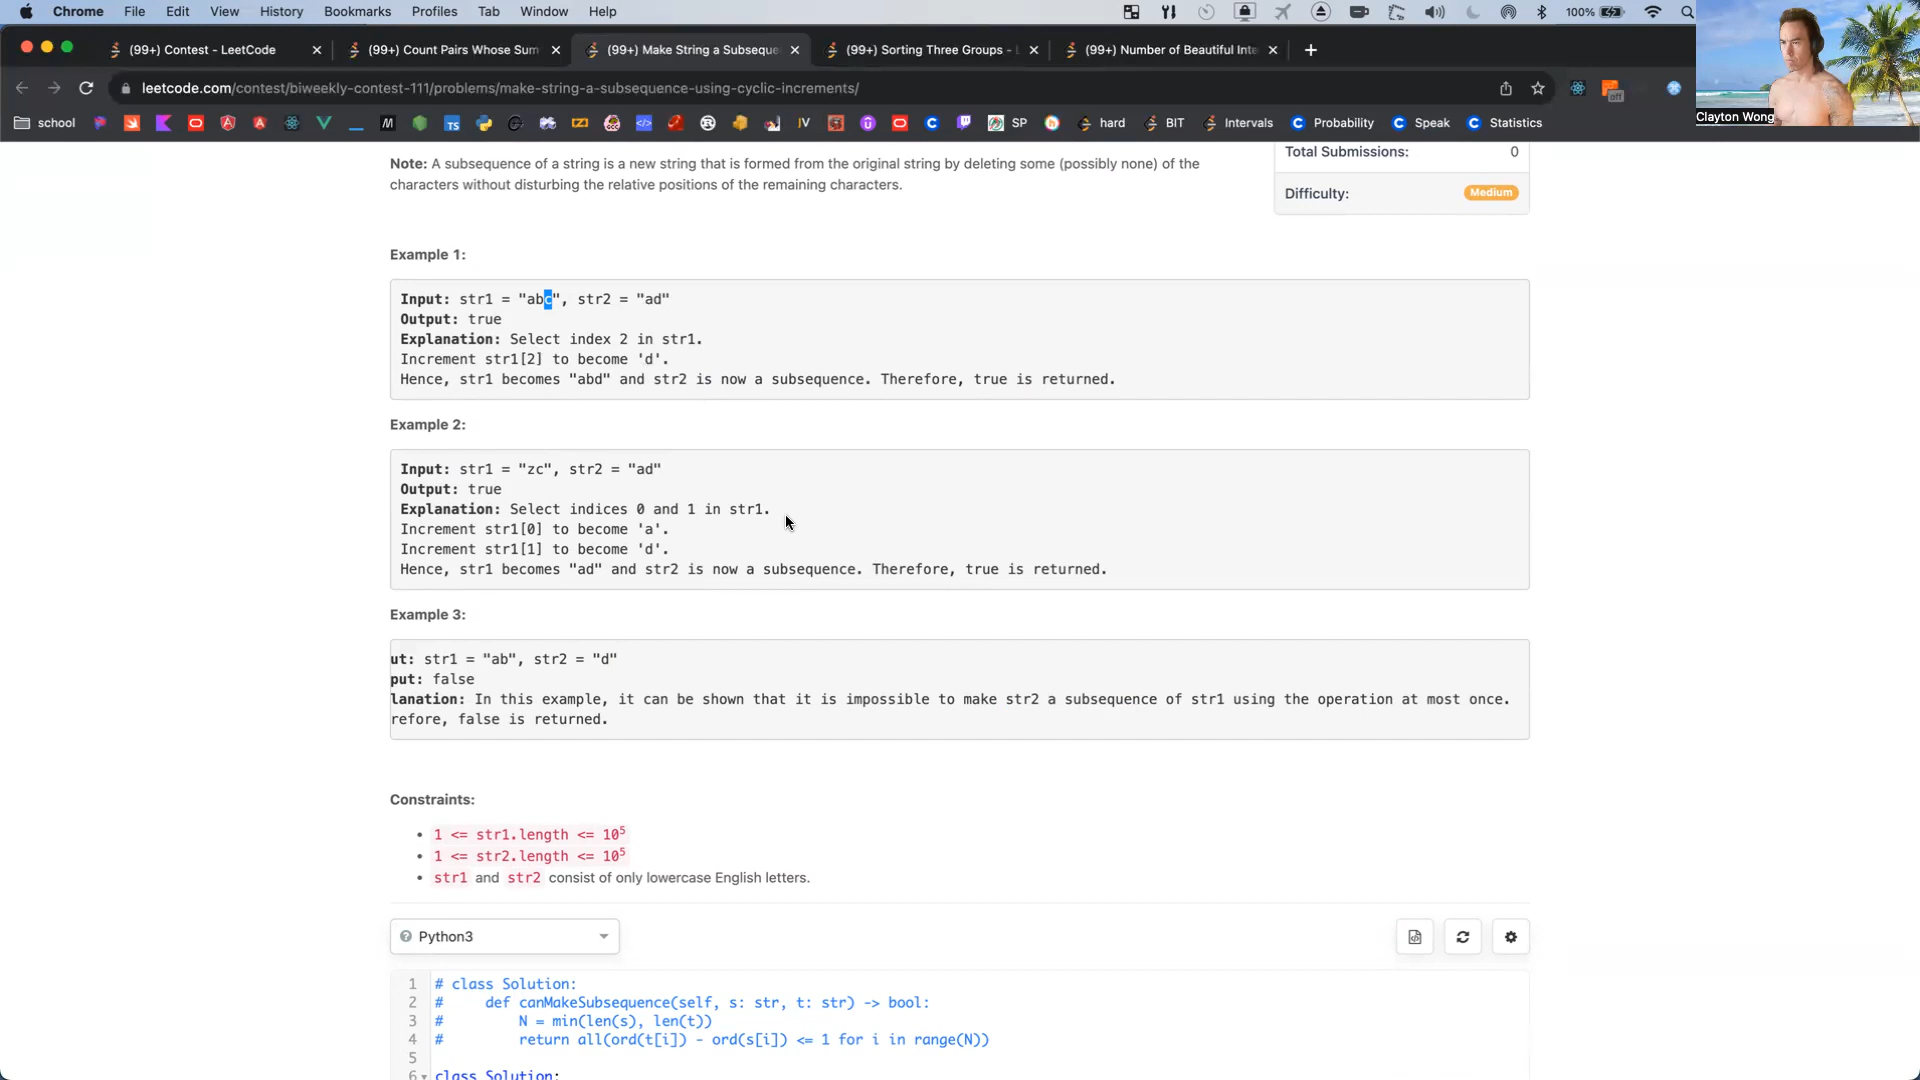 Chrome File Edit View History Bookmarks Profiles Tab Window Help 100%
(99+) Contest - LeetCode (99+) Count Pairs Whose Sum (99+) Make String a Subseque (99+) Sorting Three Groups - L (99+) Number of Beautiful Inte
leetcode.com/contest/biweekly-contest-111/problems/make-string-a-subsequence-using-cyclic-increments/
off
Clayton Wong
school SP hard BIT Intervals Probability Speak Statistics
Note: A subsequence of a string is a new string that is formed from the original string by deleting some (possibly none) of the
characters without disturbing the relative positions of the remaining characters.
Total Submissions: 0
Difficulty: Medium
Example 1:
Input: str1 = "abc", str2 = "ad"
Output: true
Explanation: Select index 2 in str1.
Increment str1[2] to become 'd'.
Hence, str1 becomes "abd" and str2 is now a subsequence. Therefore, true is returned.
Example 2:
Input: str1 = "zc", str2 = "ad"
Output: true
Explanation: Select indices 0 and 1 in str1.
Increment str1[0] to become 'a'.
Increment str1[1] to become 'd'.
Hence, str1 becomes "ad" and str2 is now a subsequence. Therefore, true is returned.
Example 3:
ut: str1 = "ab", str2 = "d"
put: false
lanation: In this example, it can be shown that it is impossible to make str2 a subsequence of str1 using the operation at most once.
refore, false is returned.
Constraints:
1 <= str1.length <= 10⁵
1 <= str2.length <= 10⁵
str1 and str2 consist of only lowercase English letters.
Python3
1 # class Solution:
2 #     def canMakeSubsequence(self, s: str, t: str) -> bool:
3 #         N = min(len(s), len(t))
4 #         return all(ord(t[i]) - ord(s[i]) <= 1 for i in range(N))
5
6 class Solution: